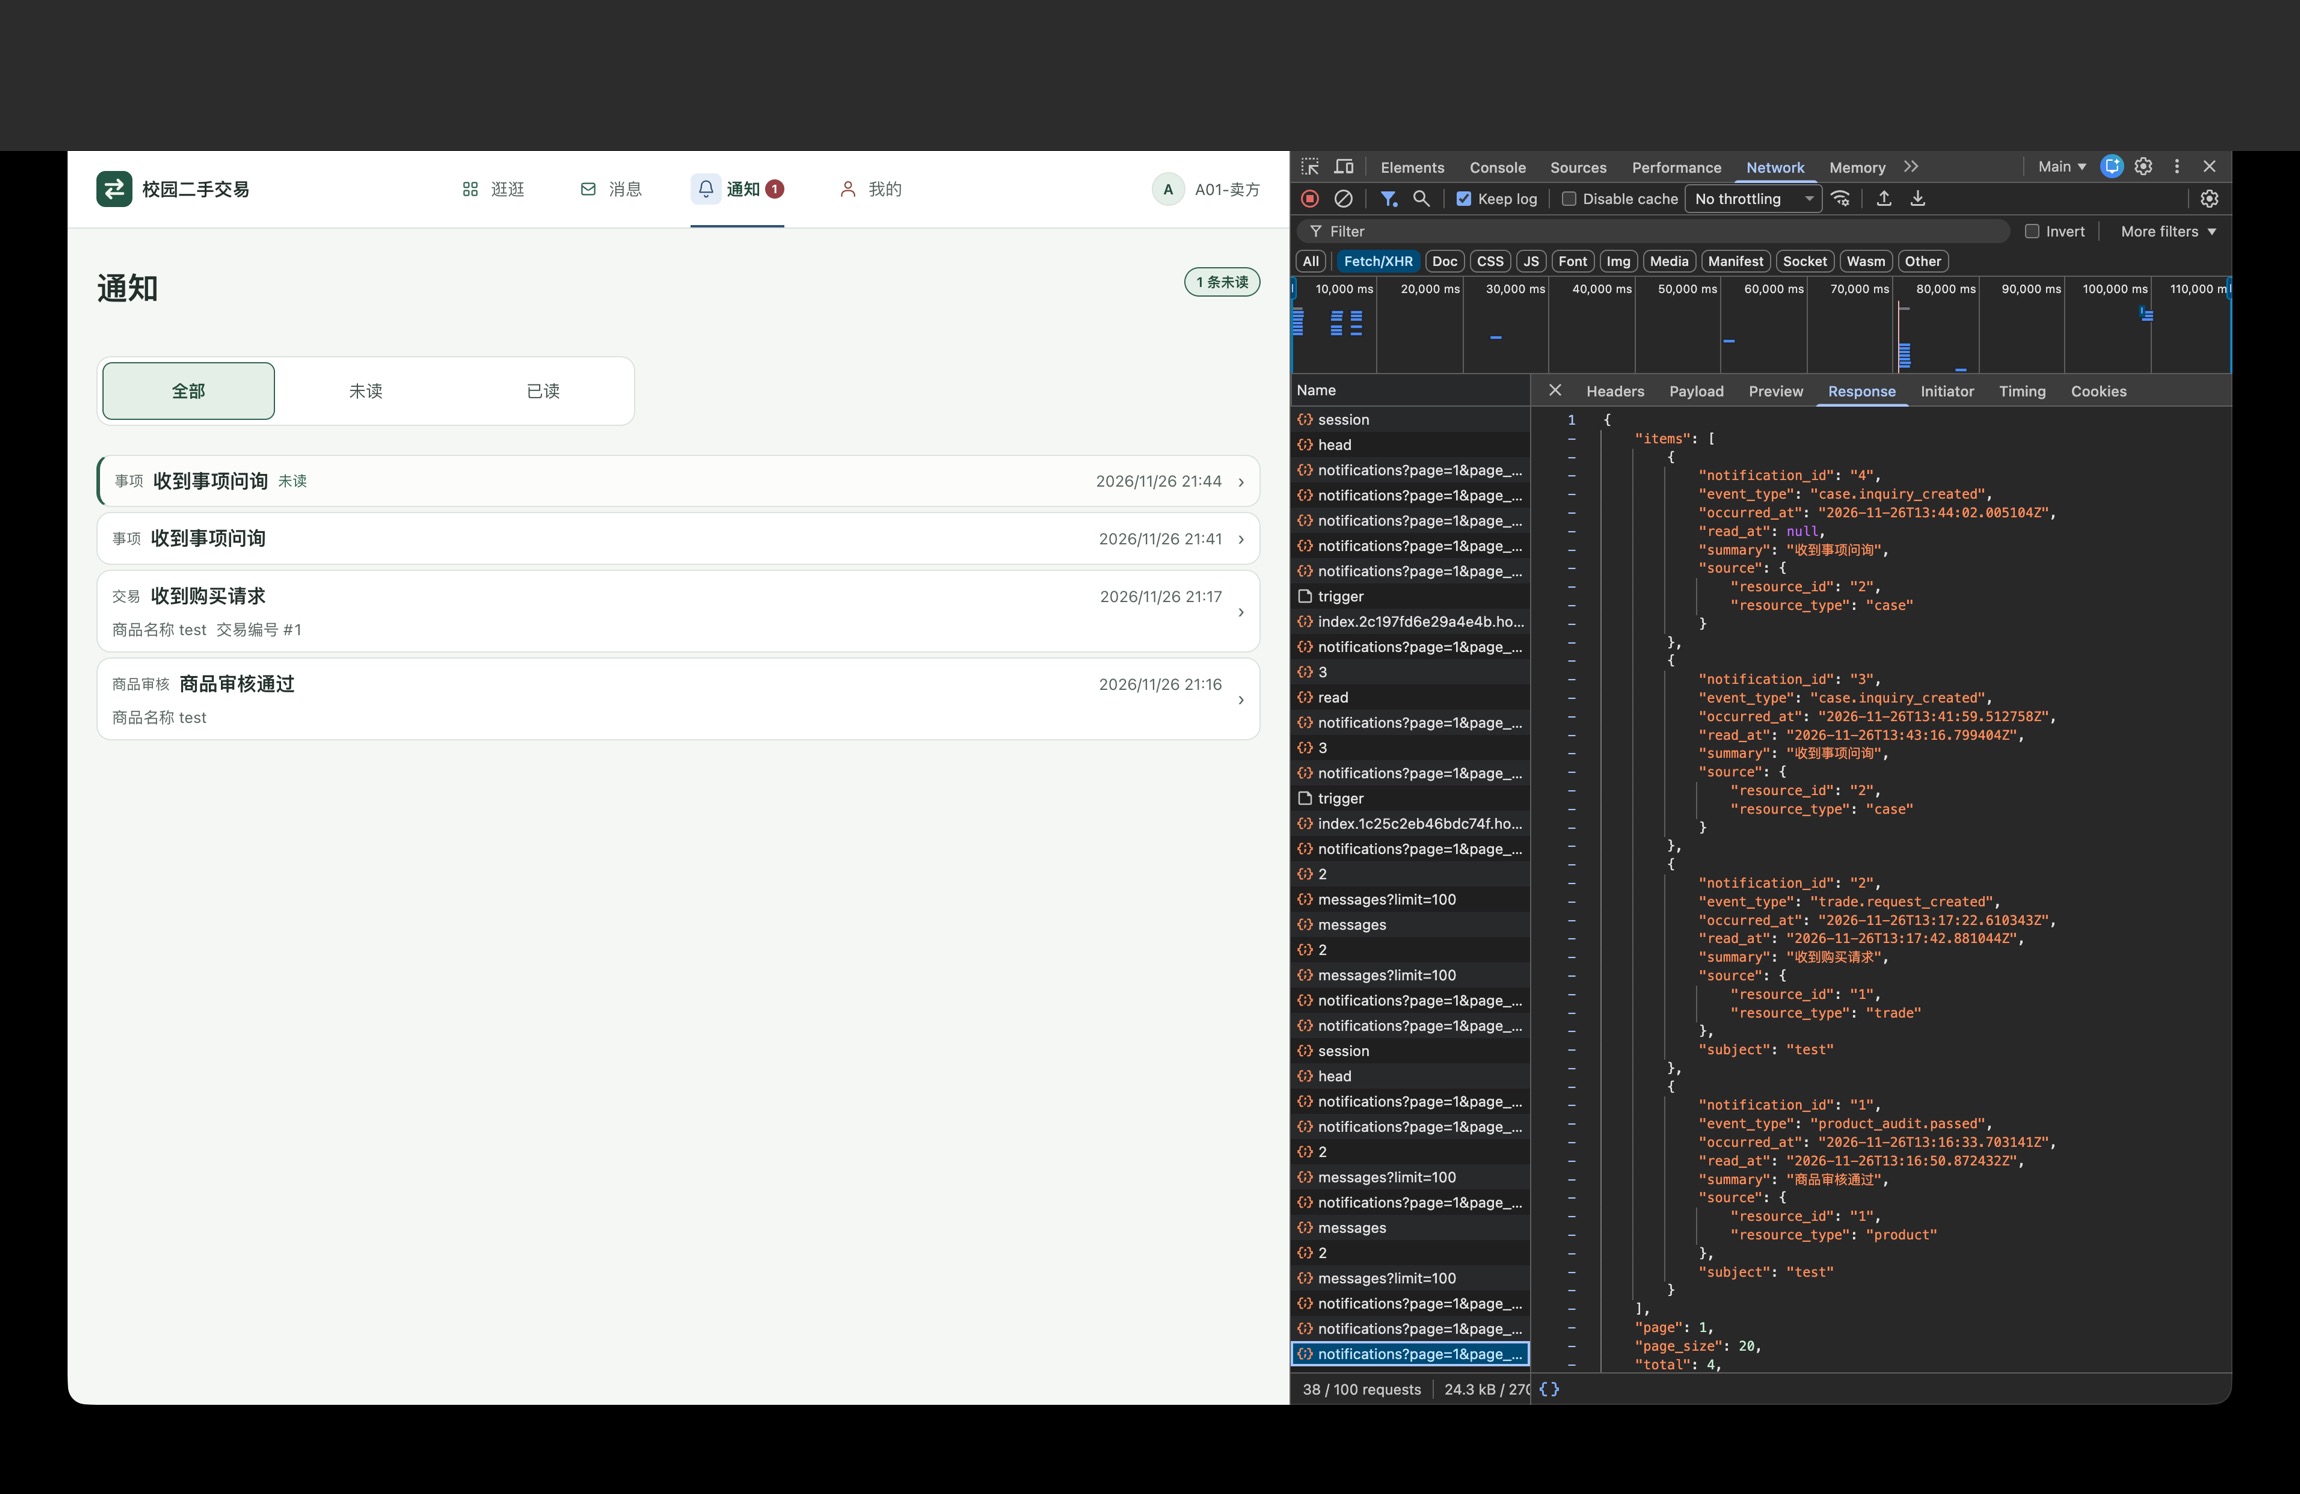 校园二手交易
逛逛
消息
通知 1
我的
A A01-卖方
通知
1 条未读
全部
未读
已读
事项 收到事项问询 未读
2026/11/26 21:44
事项 收到事项问询
2026/11/26 21:41
交易 收到购买请求
2026/11/26 21:17
商品名称 test 交易编号 #1
商品审核 商品审核通过
2026/11/26 21:16
商品名称 test
Elements Console Sources Performance Network Memory Main
Keep log Disable cache No throttling
Filter Invert More filters
All Fetch/XHR Doc CSS JS Font Img Media Manifest Socket Wasm Other
10,000 ms 20,000 ms 30,000 ms 40,000 ms 50,000 ms 60,000 ms 70,000 ms 80,000 ms 90,000 ms 100,000 ms 110,000 m
Name
session
head
notifications?page=1&page_...
notifications?page=1&page_...
notifications?page=1&page_...
notifications?page=1&page_...
notifications?page=1&page_...
trigger
index.2c197fd6e29a4e4b.ho...
notifications?page=1&page_...
3
read
notifications?page=1&page_...
3
notifications?page=1&page_...
trigger
index.1c25c2eb46bdc74f.ho...
notifications?page=1&page_...
2
messages?limit=100
messages
2
messages?limit=100
notifications?page=1&page_...
notifications?page=1&page_...
session
head
notifications?page=1&page_...
notifications?page=1&page_...
2
messages?limit=100
notifications?page=1&page_...
messages
2
messages?limit=100
notifications?page=1&page_...
notifications?page=1&page_...
notifications?page=1&page_...
38 / 100 requests 24.3 kB / 270
Headers Payload Preview Response Initiator Timing Cookies
1 {
"items": [
{
"notification_id": "4",
"event_type": "case.inquiry_created",
"occurred_at": "2026-11-26T13:44:02.005104Z",
"read_at": null,
"summary": "收到事项问询",
"source": {
"resource_id": "2",
"resource_type": "case"
}
},
{
"notification_id": "3",
"event_type": "case.inquiry_created",
"occurred_at": "2026-11-26T13:41:59.512758Z",
"read_at": "2026-11-26T13:43:16.799404Z",
"summary": "收到事项问询",
"source": {
"resource_id": "2",
"resource_type": "case"
}
},
{
"notification_id": "2",
"event_type": "trade.request_created",
"occurred_at": "2026-11-26T13:17:22.610343Z",
"read_at": "2026-11-26T13:17:42.881044Z",
"summary": "收到购买请求",
"source": {
"resource_id": "1",
"resource_type": "trade"
},
"subject": "test"
},
{
"notification_id": "1",
"event_type": "product_audit.passed",
"occurred_at": "2026-11-26T13:16:33.703141Z",
"read_at": "2026-11-26T13:16:50.872432Z",
"summary": "商品审核通过",
"source": {
"resource_id": "1",
"resource_type": "product"
},
"subject": "test"
}
],
"page": 1,
"page_size": 20,
"total": 4,
{}